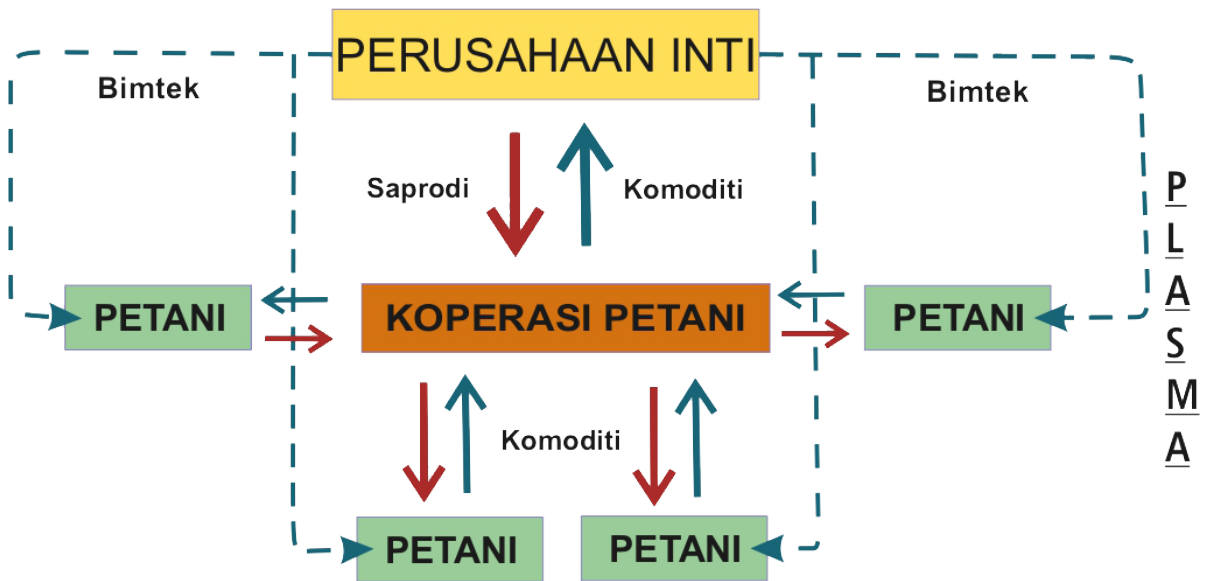 PERUSAHAAN INTI
Bimtek
Bimtek
Saprodi
Komoditi
PETANI
KOPERASI PETANI
PETANI
Komoditi
PETANI
PETANI
P
L
A
S
M
A